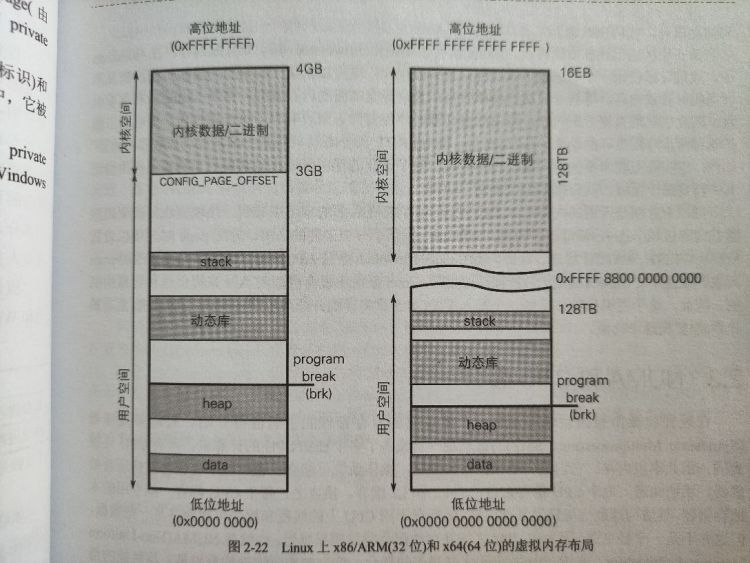 age( 由
private
标识)和
中，它被
private
Windows
高位地址
(0xFFFF FFFF)
4GB
内核空间
内核数据/二进制
3GB
CONFIG_PAGE_OFFSET
stack
动态库
用户空间
program
break
(brk)
heap
data
低位地址
(0x0000 0000)
高位地址
(0xFFFF FFFF FFFF FFFF )
16EB
内核空间
内核数据/二进制
128TB
0xFFFF 8800 0000 0000
128TB
stack
动态库
用户空间
program
break
(brk)
heap
data
低位地址
(0x0000 0000 0000 0000)
图 2-22 Linux 上 x86/ARM(32 位)和 x64(64 位)的虚拟内存布局